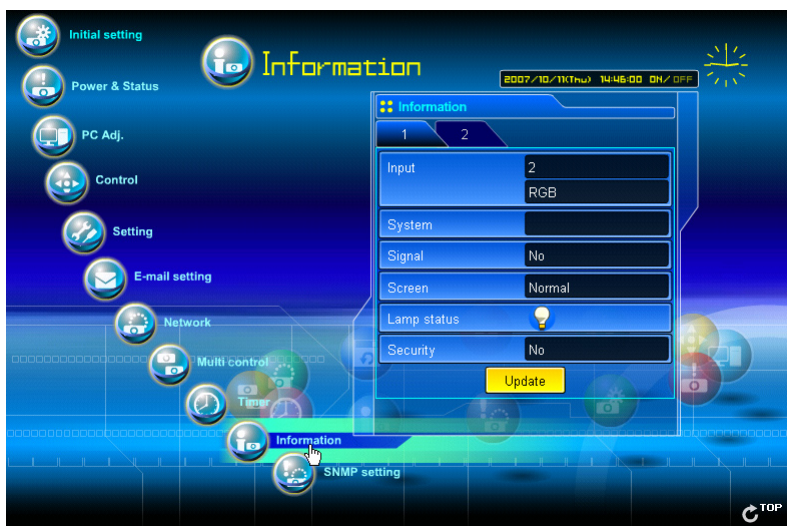 Initial setting
Power & Status
PC Adj.
Control
Setting
E-mail setting
Network
Multi control
Timer
Information
SNMP setting
Information
2007/10/11(Thu) 14:46:00 ON/OFF
Information
1 2
Input 2
RGB
System
Signal No
Screen Normal
Lamp status
Security No
Update
TOP